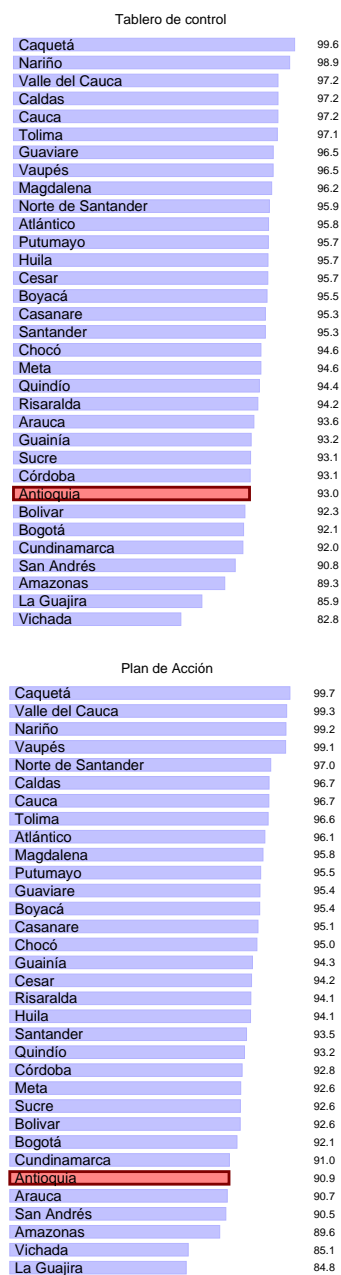 Tablero de control
Caquetá 99.6
Nariño 98.9
Valle del Cauca 97.2
Caldas 97.2
Cauca 97.2
Tolima 97.1
Guaviare 96.5
Vaupés 96.5
Magdalena 96.2
Norte de Santander 95.9
Atlántico 95.8
Putumayo 95.7
Huila 95.7
Cesar 95.7
Boyacá 95.5
Casanare 95.3
Santander 95.3
Chocó 94.6
Meta 94.6
Quindío 94.4
Risaralda 94.2
Arauca 93.6
Guainía 93.2
Sucre 93.1
Córdoba 93.1
Antioquia 93.0
Bolivar 92.3
Bogotá 92.1
Cundinamarca 92.0
San Andrés 90.8
Amazonas 89.3
La Guajira 85.9
Vichada 82.8
Plan de Acción
Caquetá 99.7
Valle del Cauca 99.3
Nariño 99.2
Vaupés 99.1
Norte de Santander 97.0
Caldas 96.7
Cauca 96.7
Tolima 96.6
Atlántico 96.1
Magdalena 95.8
Putumayo 95.5
Guaviare 95.4
Boyacá 95.4
Casanare 95.1
Chocó 95.0
Guainía 94.3
Cesar 94.2
Risaralda 94.1
Huila 94.1
Santander 93.5
Quindío 93.2
Córdoba 92.8
Meta 92.6
Sucre 92.6
Bolivar 92.6
Bogotá 92.1
Cundinamarca 91.0
Antioquia 90.9
Arauca 90.7
San Andrés 90.5
Amazonas 89.6
Vichada 85.1
La Guajira 84.8